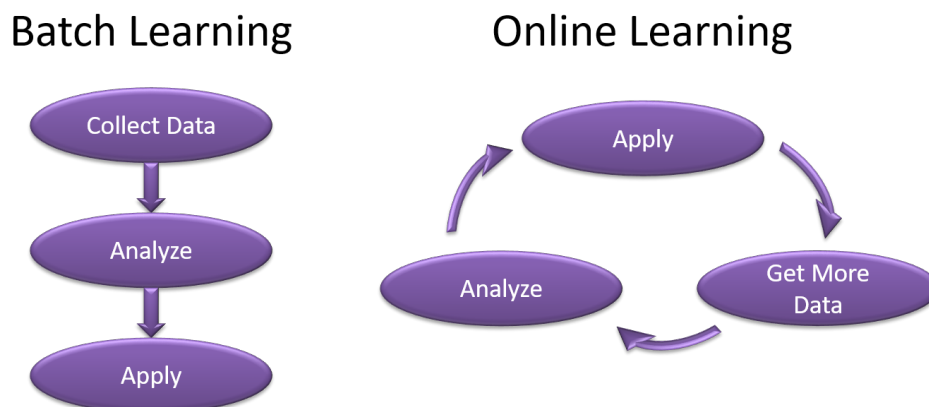 Batch Learning
Collect Data
Analyze
Apply
Online Learning
Apply
Get More
Data
Analyze